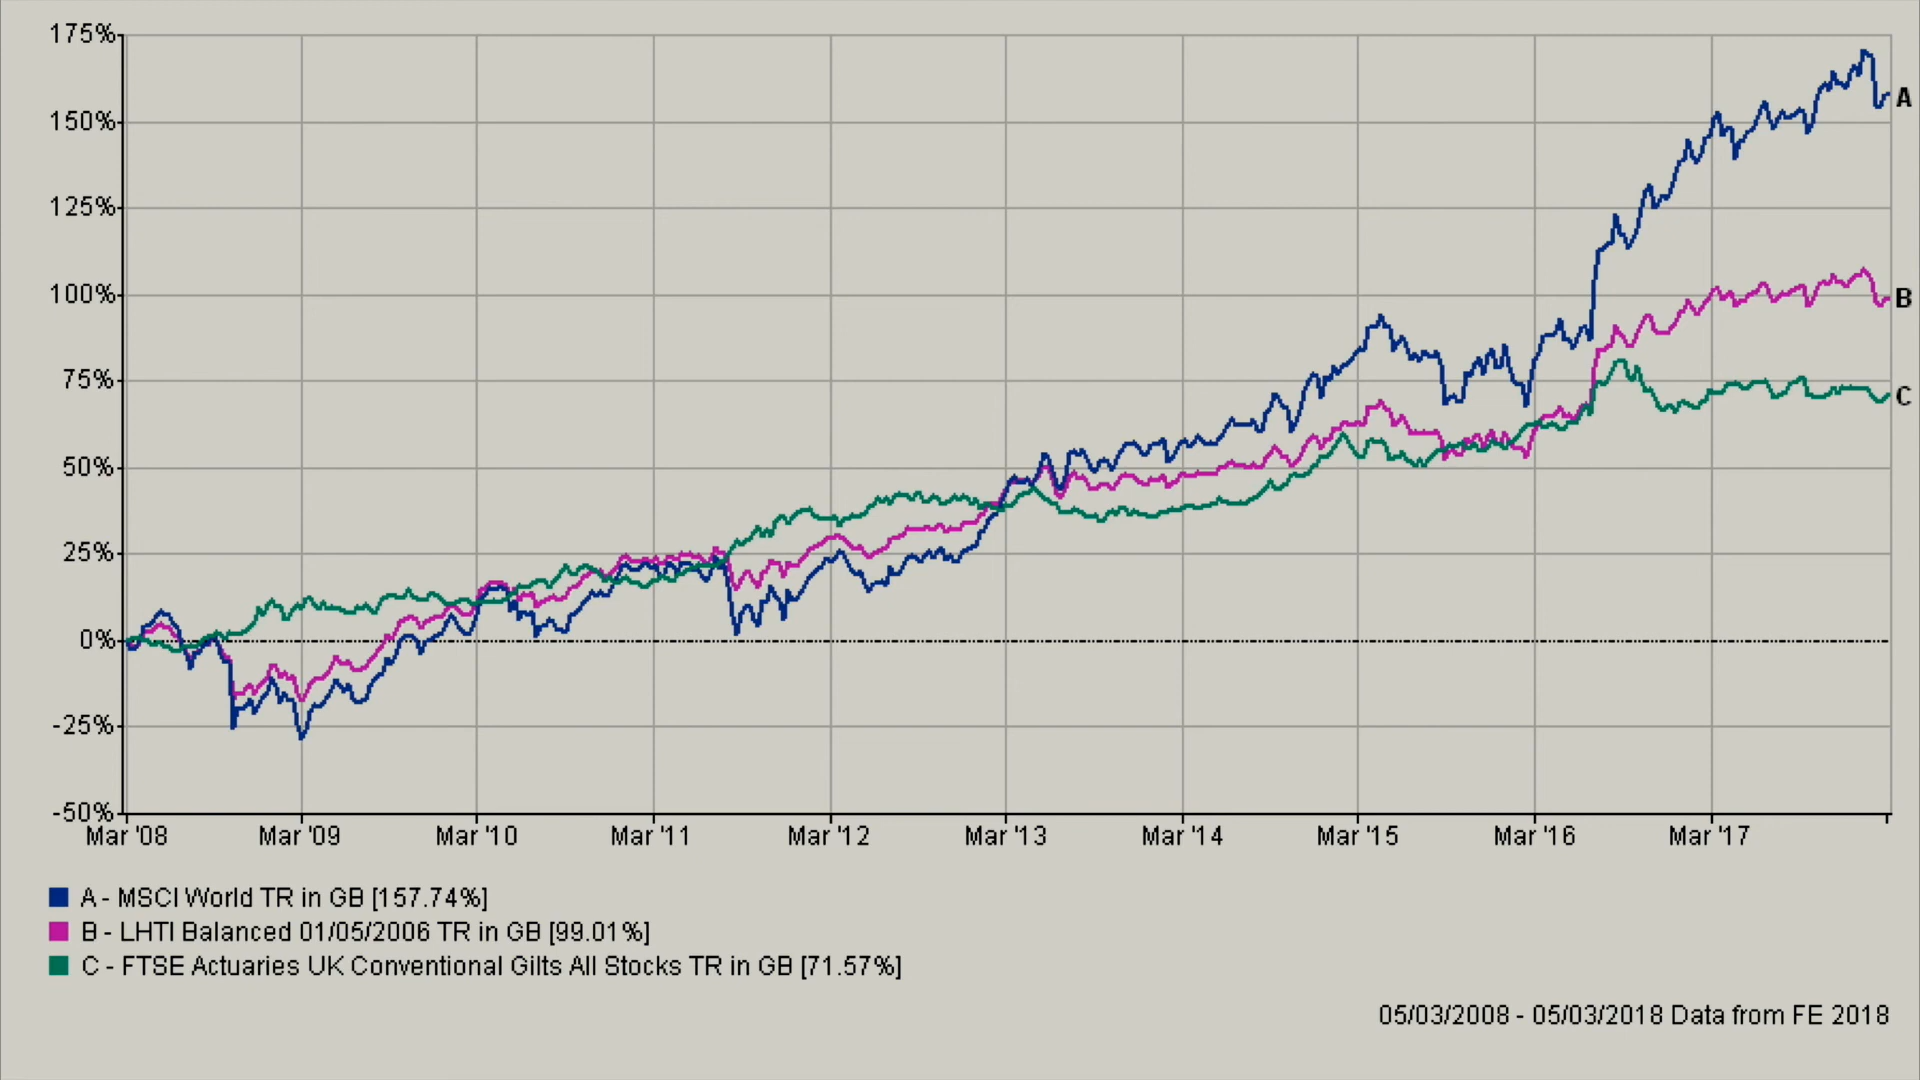 175%
150%
125%
100%
75%
50%
25%
0%
-25%
-50%
A
B
C
Mar '08 Mar '09 Mar '10 Mar '11 Mar '12 Mar '13 Mar '14 Mar '15 Mar '16 Mar '17
A - MSCI World TR in GB [157.74%]
B - LHTI Balanced 01/05/2006 TR in GB [99.01%]
C - FTSE Actuaries UK Conventional Gilts All Stocks TR in GB [71.57%]
05/03/2008 - 05/03/2018 Data from FE 2018